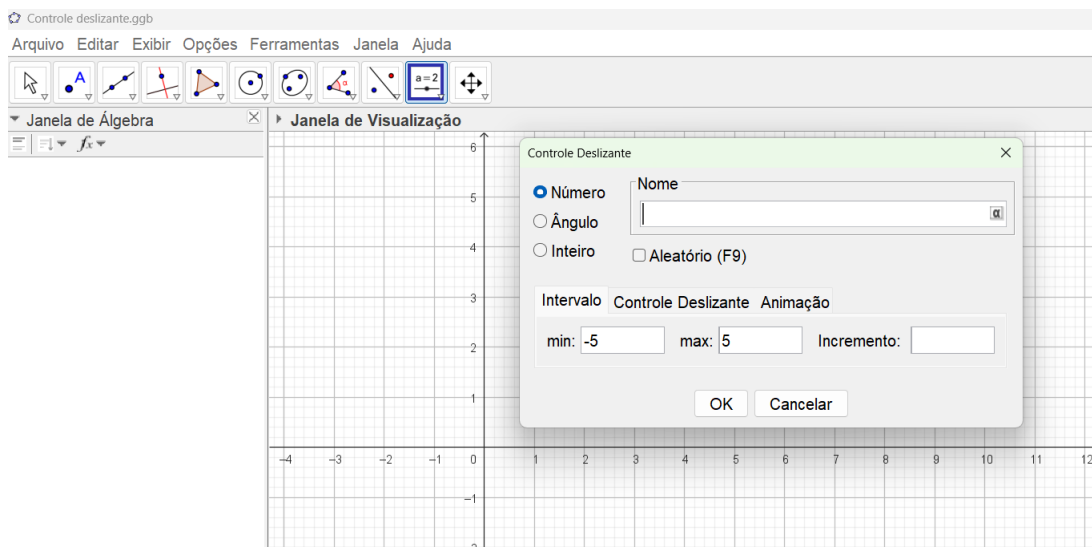 Controle deslizante.ggb
Arquivo Editar Exibir Opções Ferramentas Janela Ajuda
A
α
a=2
Janela de Álgebra
Janela de Visualização
fx
6
5
4
3
2
1
–4 –3 –2 –1 0 1 2 3 4 5 6 7 8 9 10 11 12
–1
Controle Deslizante
Número
Ângulo
Inteiro
Nome
α
Aleatório (F9)
Intervalo Controle Deslizante Animação
min: -5 max: 5 Incremento:
OK Cancelar